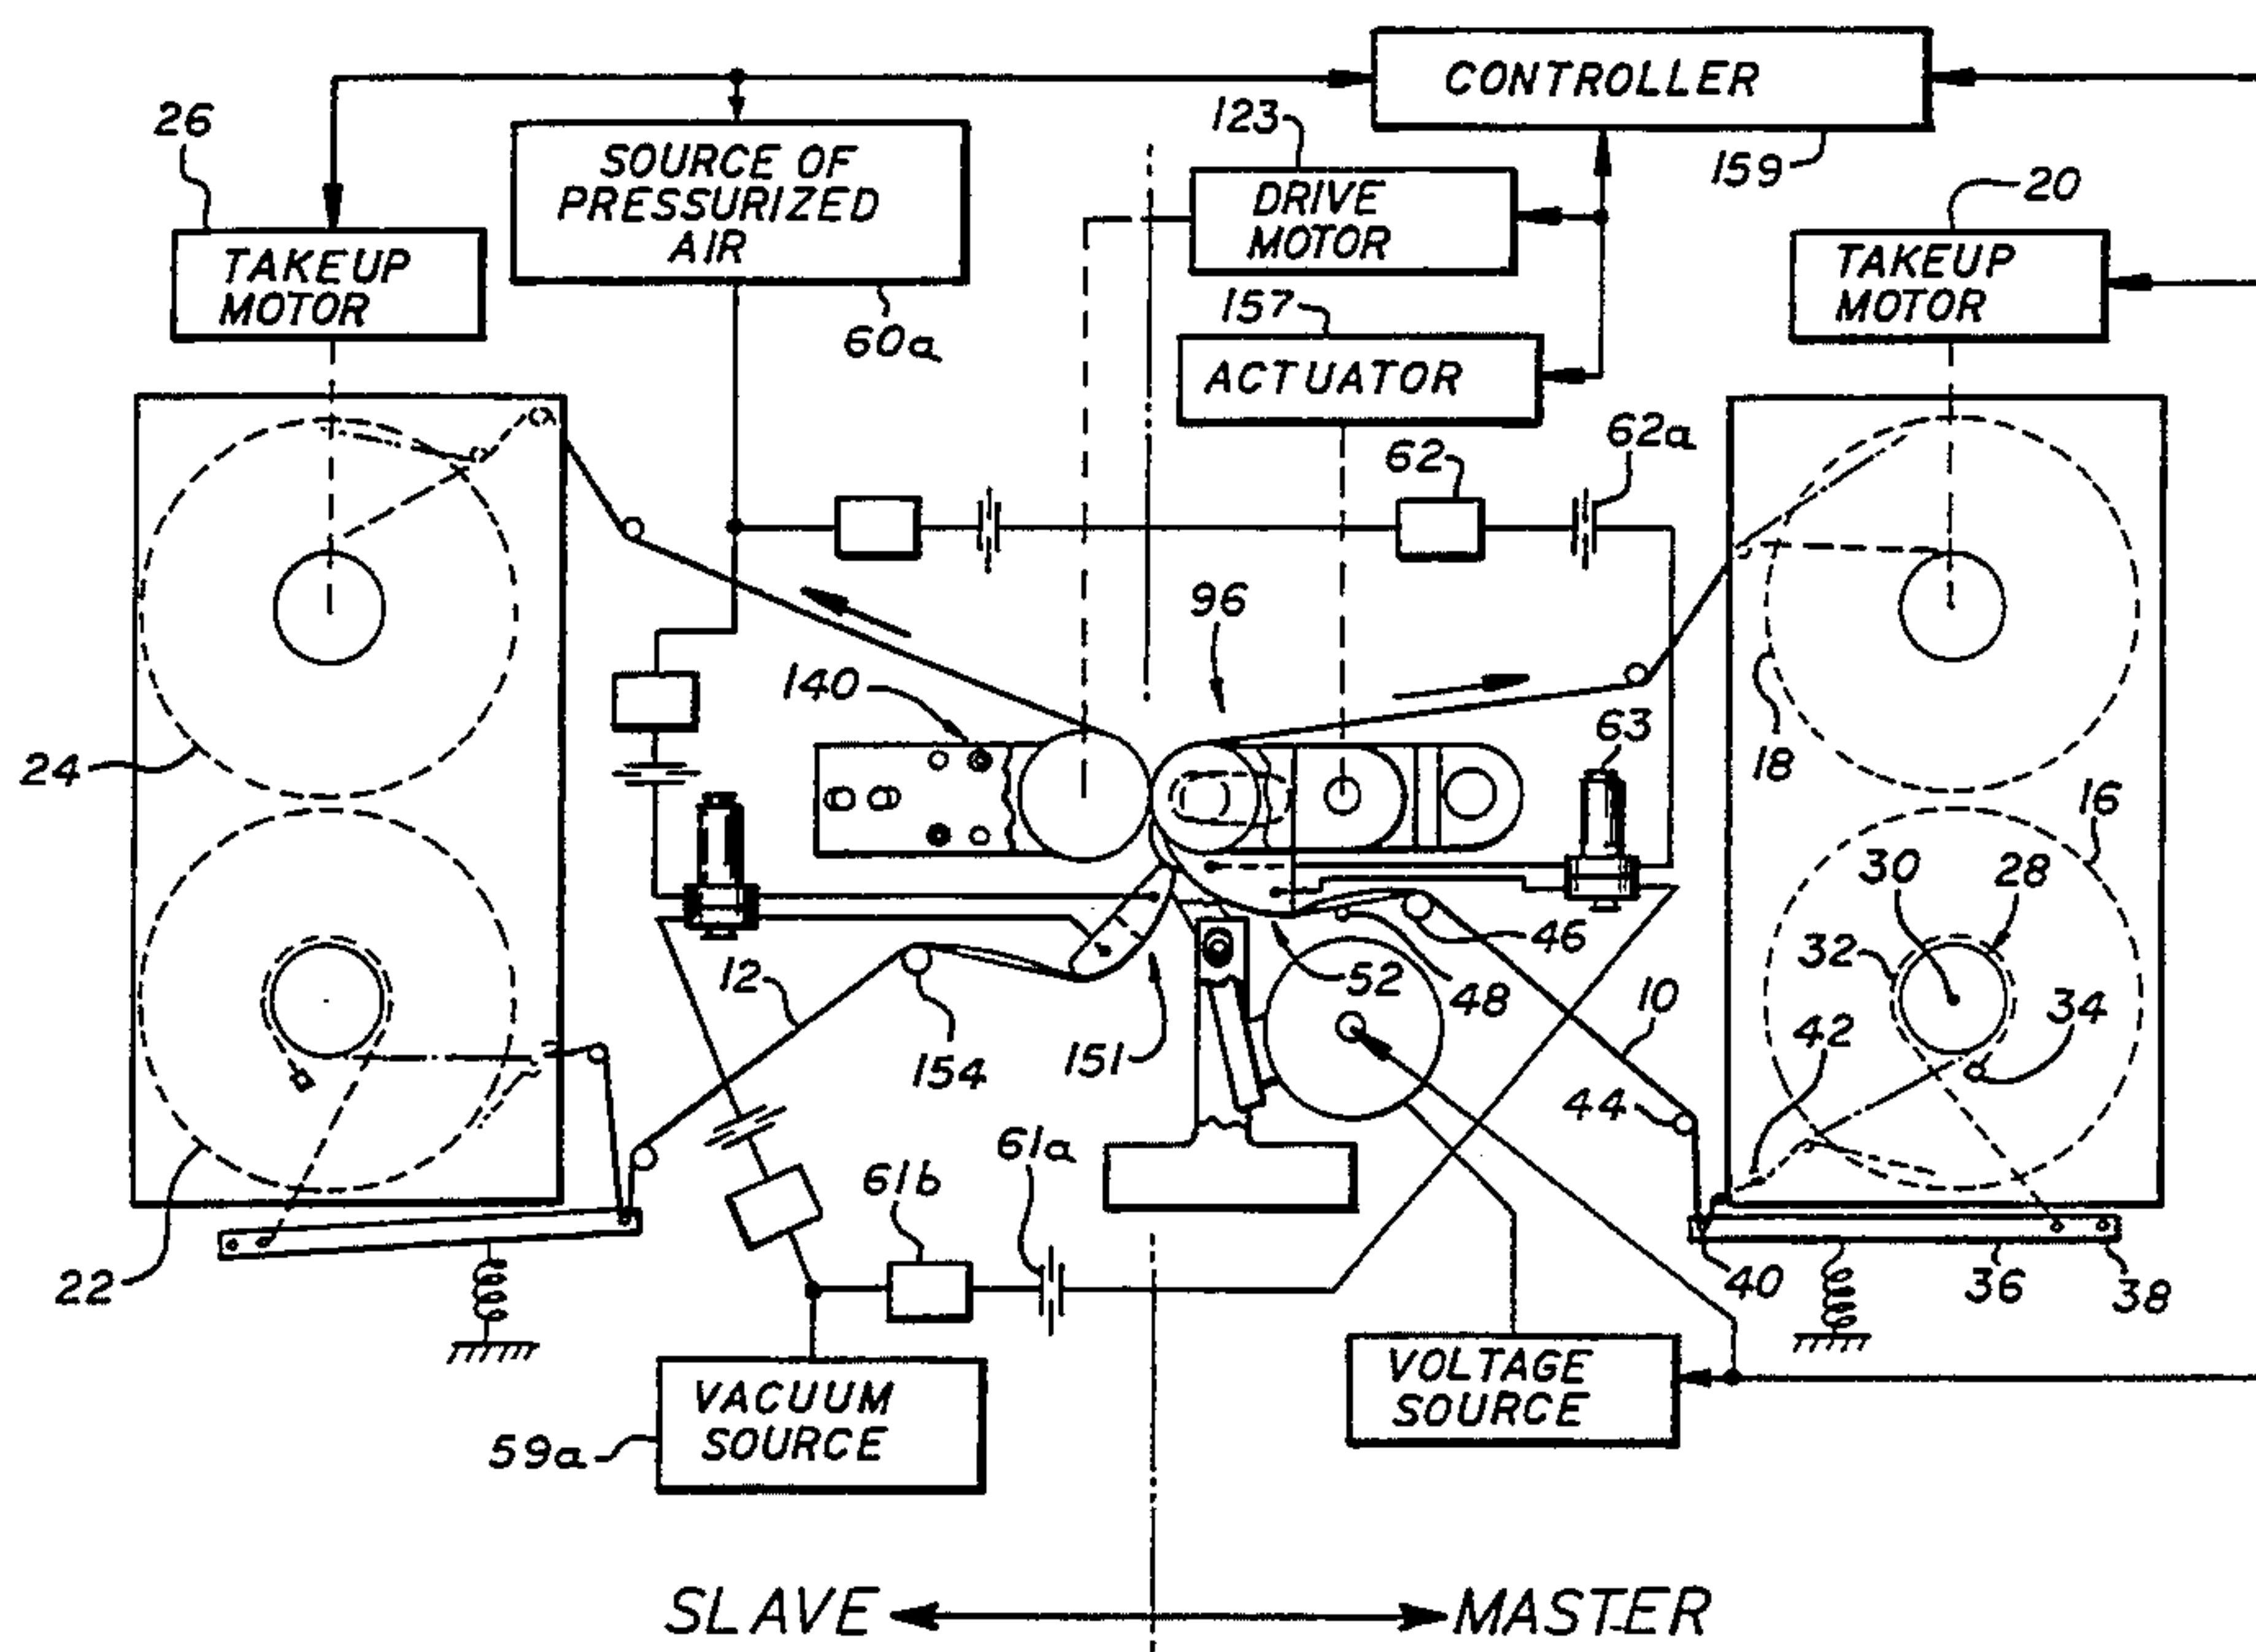 CONTROLLER
26
123
SOURCE OF
PRESSURIZED
AIR
159
20
DRIVE
MOTOR
TAKEUP
MOTOR
TAKEUP
MOTOR
157
60a
ACTUATOR
62a
62
96
140
63
24
18
16
30
28
46
32
52
48
10
34
12
42
154
151
44
61a
61b
22
40
36
38
VOLTAGE
SOURCE
VACUUM
SOURCE
59a
SLAVE
MASTER